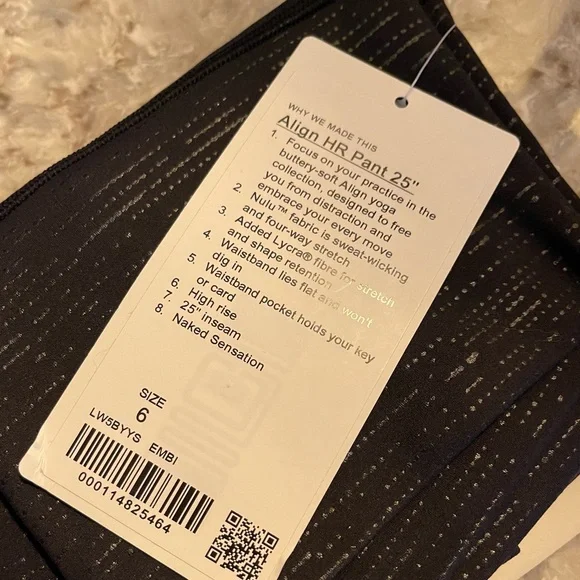 WHY WE MADE THIS
Align HR Pant 25"
1. Focus on your practice in the
buttery-soft Align yoga
collection, designed to free
you from distraction and
embrace your every move
2. Nulu™ fabric is sweat-wicking
and four-way stretch
3. Added Lycra® fibre for stretch
and shape retention
4. Waistband lies flat and won't
dig in
5. Waistband pocket holds your key
or card
6. High rise
7. 25" inseam
8. Naked Sensation
SIZE
6
LW5BYYS EMBI
000114825464